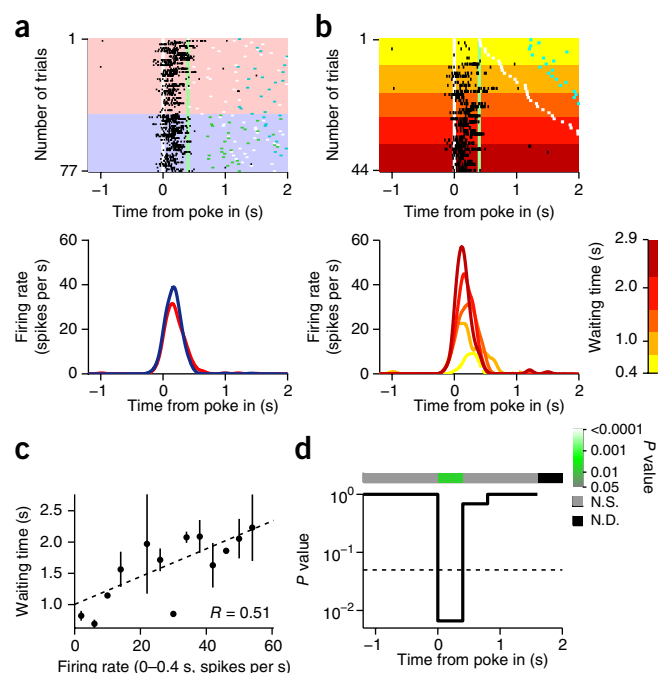 a
Number of trials
1
77
−1 0 1 2
Time from poke in (s)
Firing rate
(spikes per s)
60
40
20
0
−1 0 1 2
Time from poke in (s)
b
Number of trials
1
44
−1 0 1 2
Time from poke in (s)
Firing rate
(spikes per s)
60
40
20
0
−1 0 1 2
Time from poke in (s)
Waiting time (s)
2.9
2.0
1.0
0.4
c
Waiting time (s)
2.5
2.0
1.5
1.0
R = 0.51
0 20 40 60
Firing rate (0–0.4 s, spikes per s)
d
<0.0001
0.001
0.01
0.05
P value
N.S.
N.D.
P value
10⁰
10⁻¹
10⁻²
−1 0 1 2
Time from poke in (s)